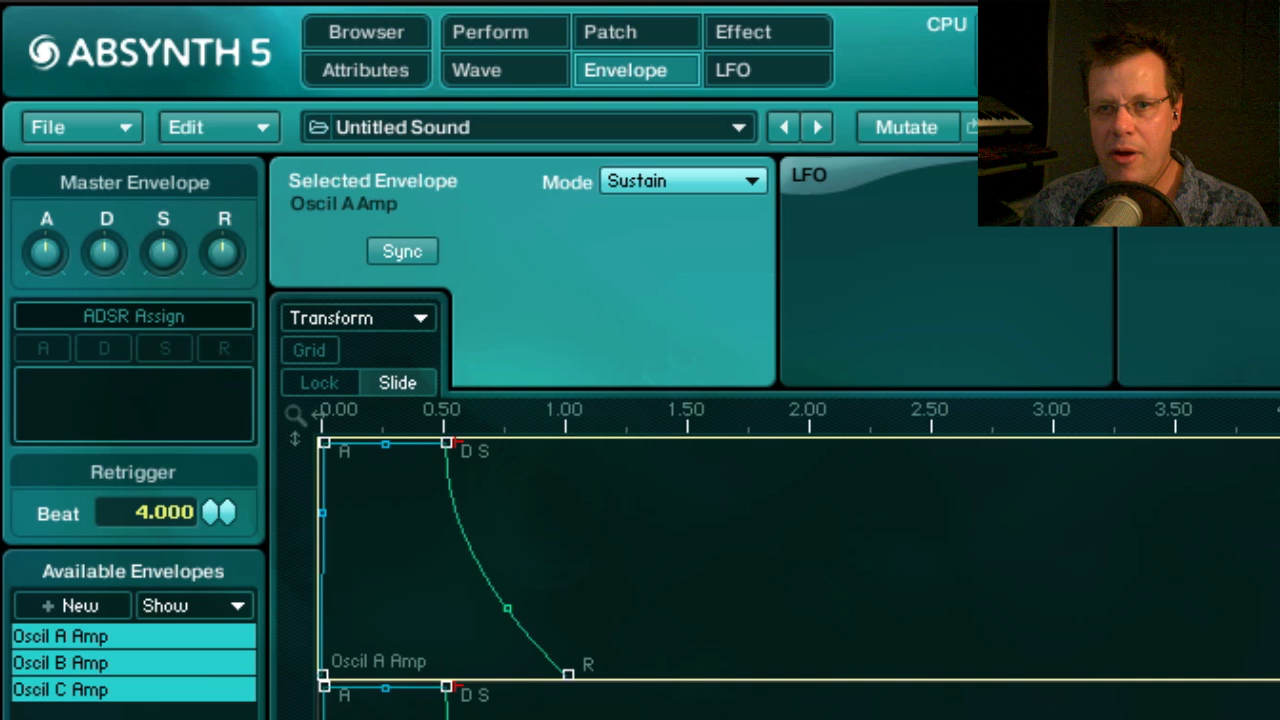 ABSYNTH 5
Browser
Perform
Patch
Effect
CPU
Attributes
Wave
Envelope
LFO
File
Edit
Untitled Sound
Mutate
Master Envelope
A D S R
ADSR Assign
A D S R
Retrigger
Beat 4.000
Available Envelopes
+ New
Show
Oscil A Amp
Oscil B Amp
Oscil C Amp
Selected Envelope
Oscil A Amp
Mode Sustain
Sync
LFO
Transform
Grid
Lock Slide
0.00 0.50 1.00 1.50 2.00 2.50 3.00 3.50
A D S
Oscil A Amp R
A D S